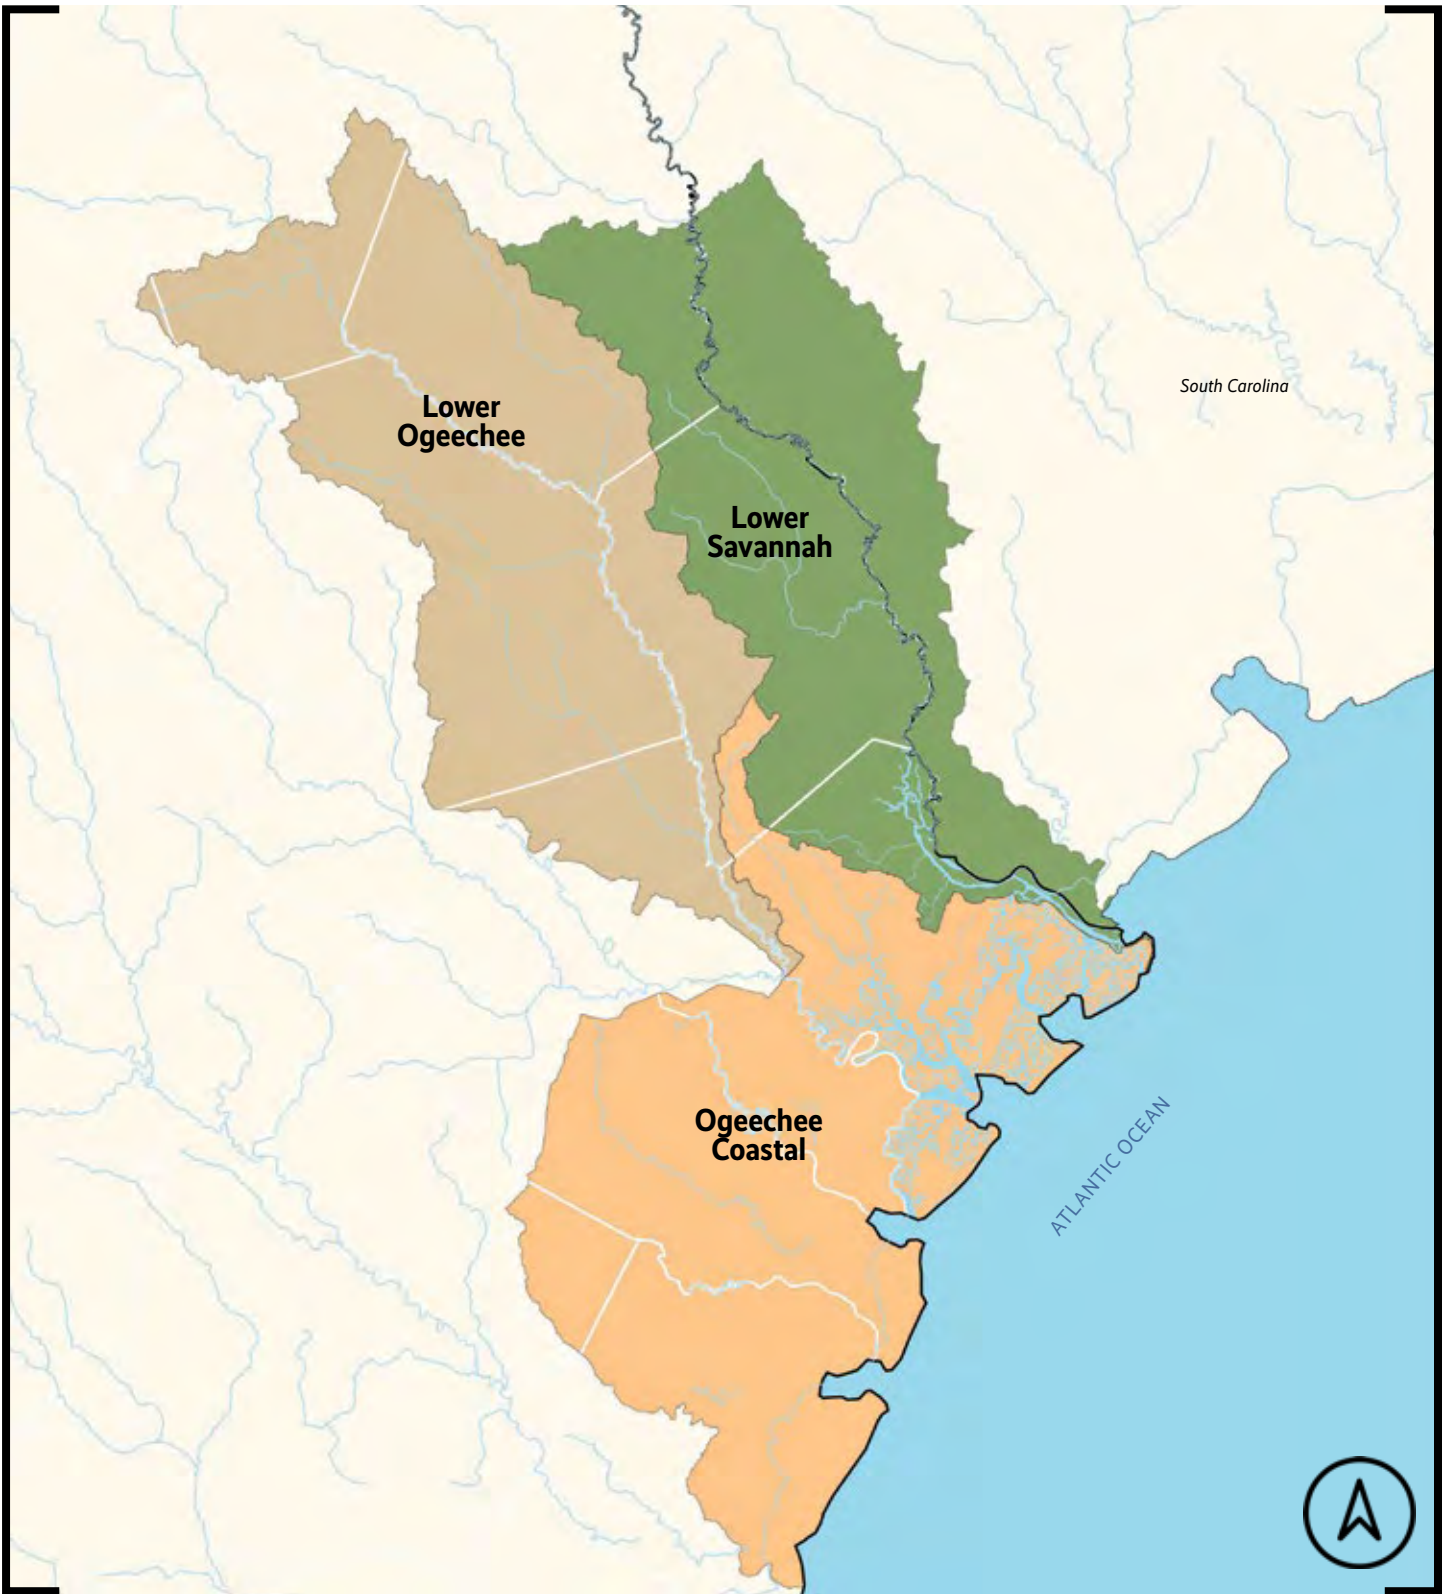 Lower
Ogeechee
South Carolina
Lower
Savannah
Ogeechee
Coastal
ATLANTIC OCEAN